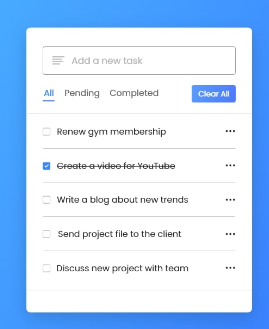 Add a new task
All Pending Completed Clear All
Renew gym membership
Create a video for YouTube
Write a blog about new trends
Send project file to the client
Discuss new project with team